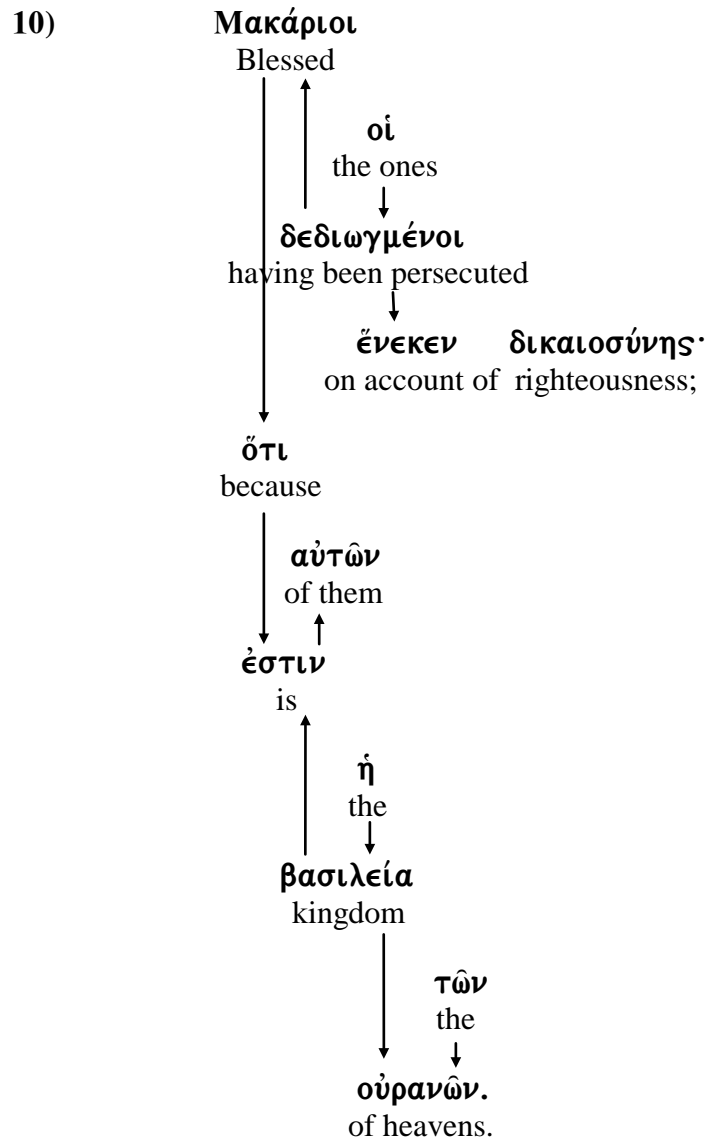 10) Μακάριοι
Blessed
οἱ
the ones
δεδιωγμένοι
having been persecuted
ἕνεκεν δικαιοσύνης·
on account of righteousness;
ὅτι
because
αὐτῶν
of them
ἐστιν
is
ἡ
the
βασιλεία
kingdom
τῶν
the
οὐρανῶν.
of heavens.